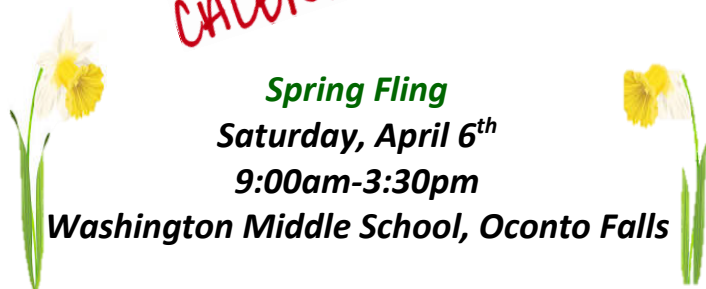 Spring Fling
Saturday, April 6th
9:00am-3:30pm
Washington Middle School, Oconto Falls